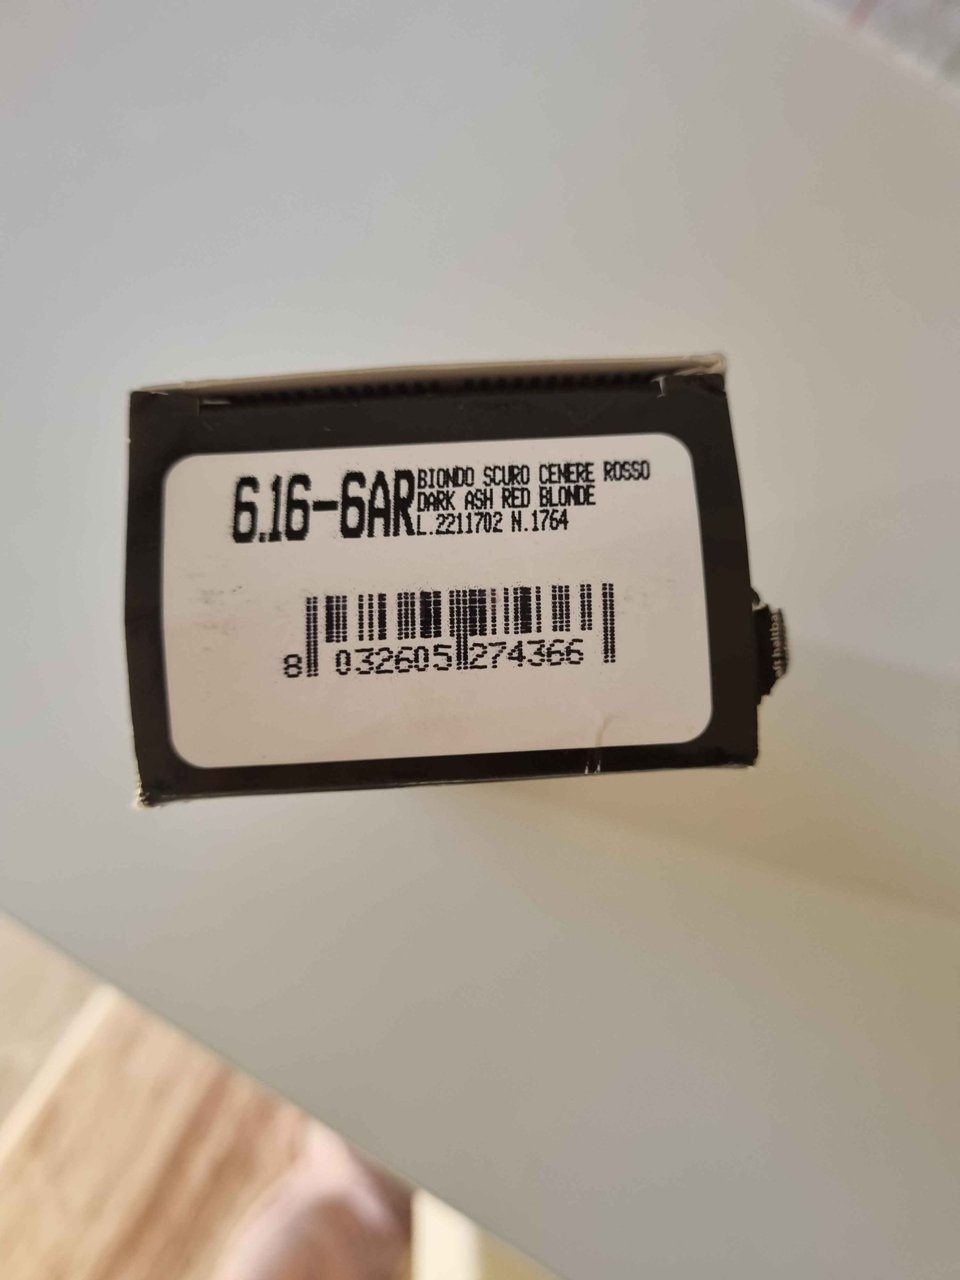 6.16-6AR
BIONDO SCURO CENERE ROSSO
DARK ASH RED BLONDE
L.2211702 N.1764
8 032605 274366